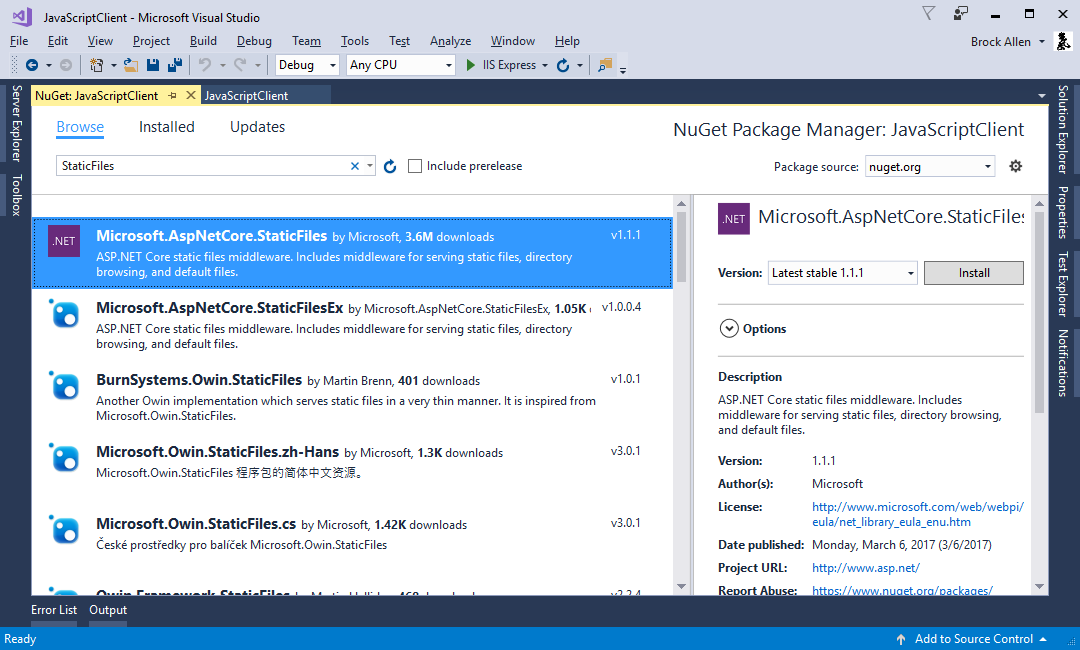 JavaScriptClient - Microsoft Visual Studio
File Edit View Project Build Debug Team Tools Test Analyze Window Help
Brock Allen
Debug Any CPU IIS Express
Server Explorer
Toolbox
NuGet: JavaScriptClient JavaScriptClient
Browse Installed Updates
NuGet Package Manager: JavaScriptClient
StaticFiles
Include prerelease
Package source: nuget.org
.NET
Microsoft.AspNetCore.StaticFiles by Microsoft, 3.6M downloads v1.1.1
ASP.NET Core static files middleware. Includes middleware for serving static files, directory
browsing, and default files.
Microsoft.AspNetCore.StaticFilesEx by Microsoft.AspNetCore.StaticFilesEx, 1.05K v1.0.0.4
ASP.NET Core static files middleware. Includes middleware for serving static files, directory
browsing, and default files.
BurnSystems.Owin.StaticFiles by Martin Brenn, 401 downloads v1.0.1
Another Owin implementation which serves static files in a very thin manner. It is inspired from
Microsoft.Owin.StaticFiles.
Microsoft.Owin.StaticFiles.zh-Hans by Microsoft, 1.3K downloads v3.0.1
Microsoft.Owin.StaticFiles 程序包的简体中文资源。
Microsoft.Owin.StaticFiles.cs by Microsoft, 1.42K downloads v3.0.1
České prostředky pro balíček Microsoft.Owin.StaticFiles
Owin.Framework.StaticFiles
.NET
Microsoft.AspNetCore.StaticFiles
Version: Latest stable 1.1.1 Install
Options
Description
ASP.NET Core static files middleware. Includes
middleware for serving static files, directory browsing,
and default files.
Version: 1.1.1
Author(s): Microsoft
License: http://www.microsoft.com/web/webpi/
eula/net_library_eula_enu.htm
Date published: Monday, March 6, 2017 (3/6/2017)
Project URL: http://www.asp.net/
Report Abuse: https://www.nuget.org/packages/
Solution Explorer
Properties
Test Explorer
Notifications
Error List Output
Ready
Add to Source Control